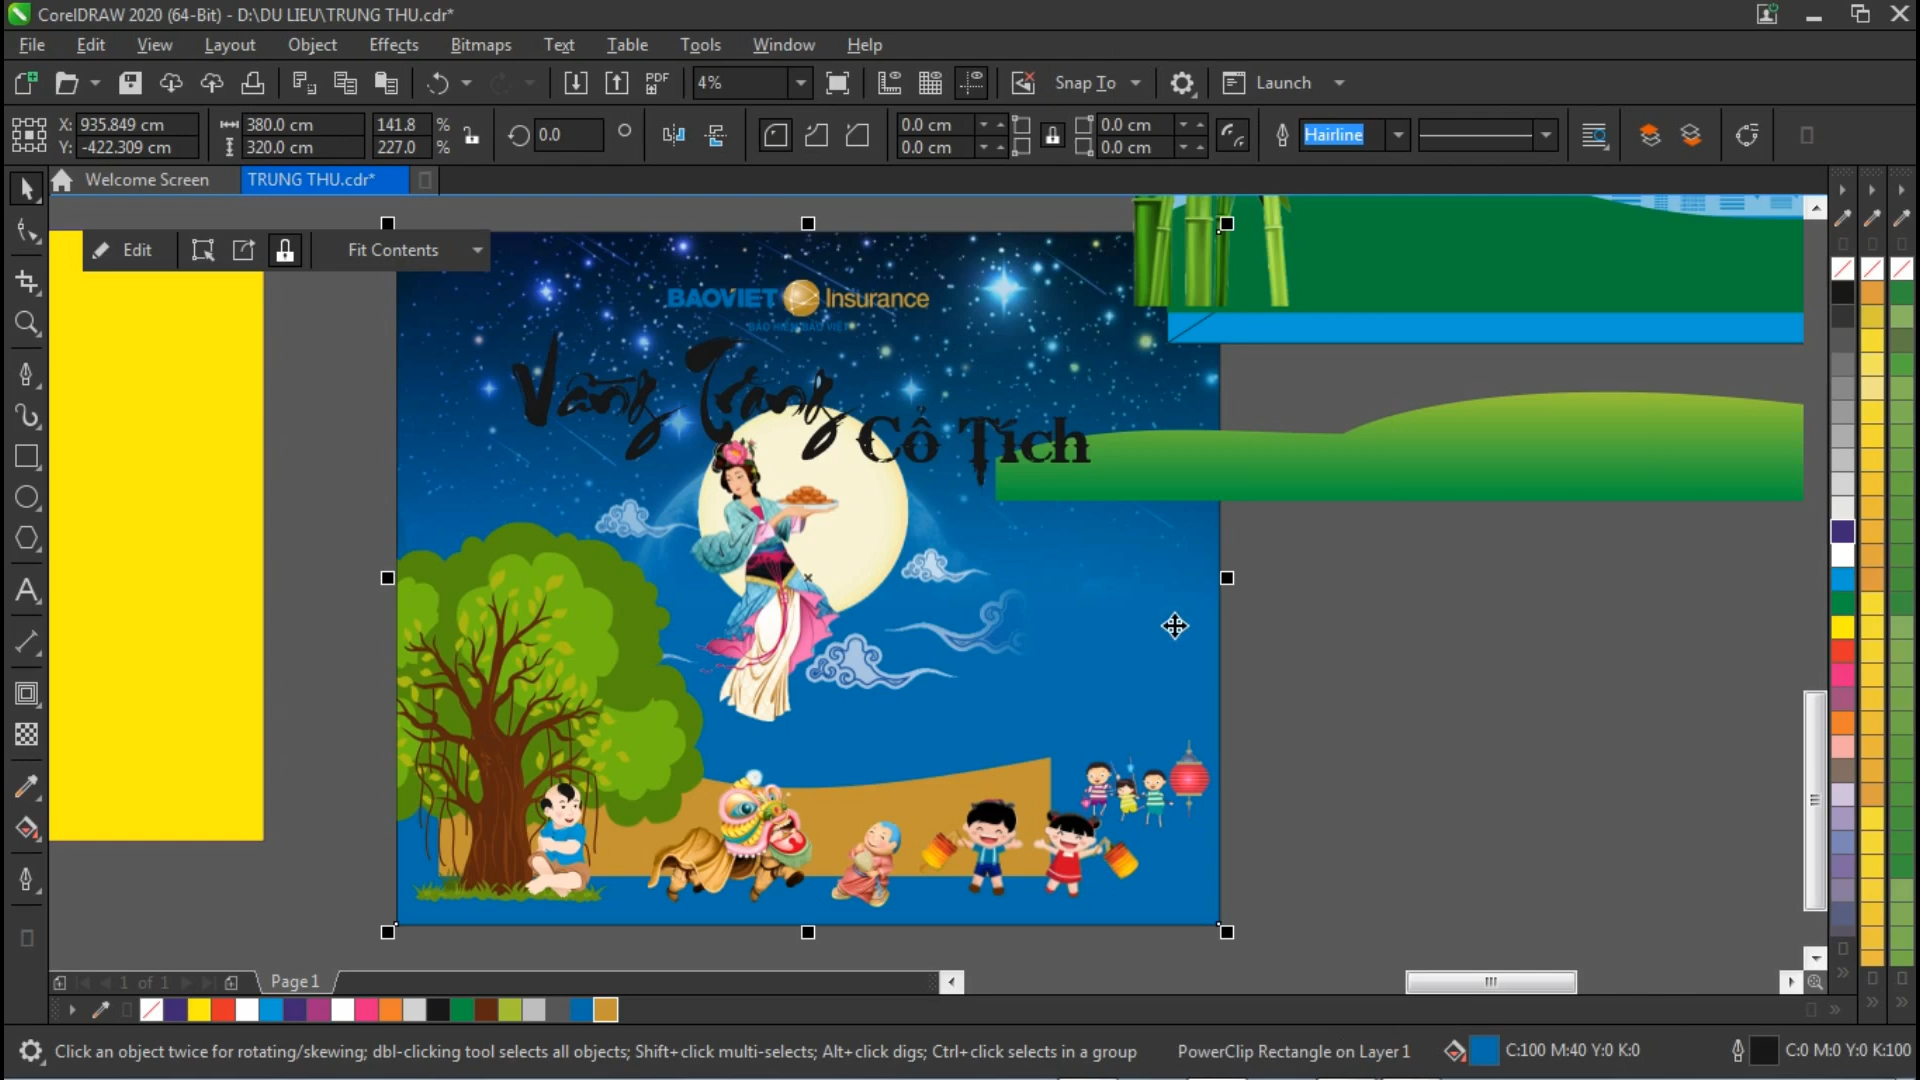 CorelDRAW 2020 (64-Bit) - D:\DU LIEU\TRUNG THU.cdr*
File Edit View Layout Object Effects Bitmaps Text Table Tools Window Help
PDF 4% Snap To Launch
X: 935.849 cm 380.0 cm 141.8 % 0.0 0.0 cm 0.0 cm Hairline
Y: -422.309 cm 320.0 cm 227.0 % 0.0 cm 0.0 cm
Welcome Screen TRUNG THU.cdr*
Edit Fit Contents
BAOVIET Insurance
BẢO HIỂM BẢO VIỆT
Vầng Trăng
Cổ Tích
1 of 1 Page 1
Click an object twice for rotating/skewing; dbl-clicking tool selects all objects; Shift+click multi-selects; Alt+click digs; Ctrl+click selects in a group PowerClip Rectangle on Layer 1 C:100 M:40 Y:0 K:0 C:0 M:0 Y:0 K:100